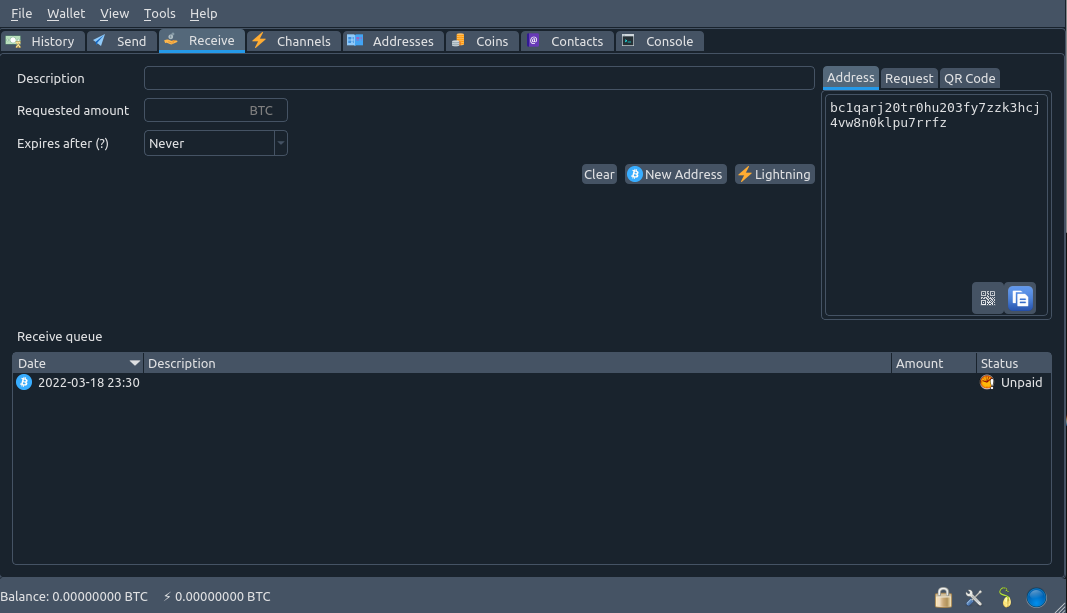 File Wallet View Tools Help
History Send Receive Channels Addresses Coins Contacts Console
Description
Address Request QR Code
bc1qarj20tr0hu203fy7zzk3hcj
4vw8n0klpu7rrfz
Requested amount BTC
Expires after (?) Never
Clear New Address Lightning
Receive queue
Date Description Amount Status
2022-03-18 23:30 Unpaid
Balance: 0.00000000 BTC ⚡ 0.00000000 BTC